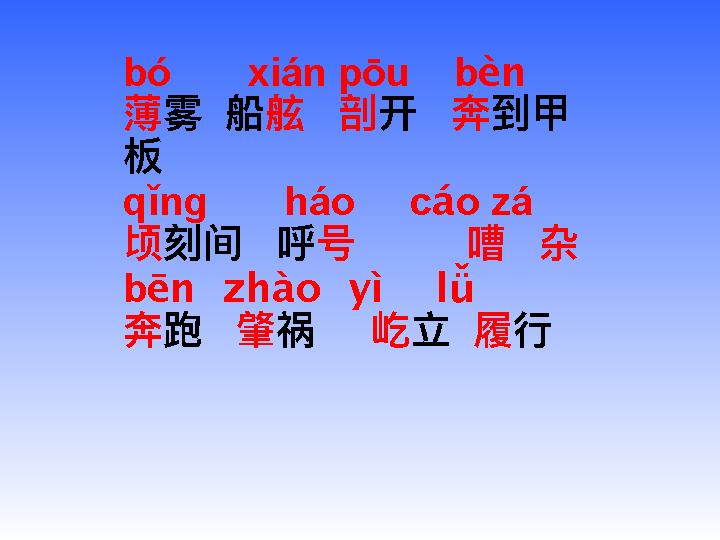 bó xián pōu bèn
薄雾 船舷 剖开 奔到甲
板
qǐng háo cáo zá
顷刻间 呼号 嘈 杂
bēn zhào yì lǚ
奔跑 肇祸 屹立 履行